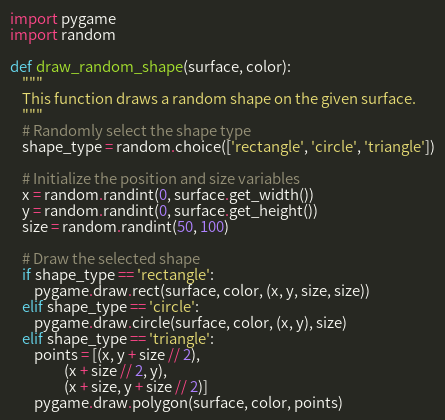 import pygame
import random

def draw_random_shape(surface, color):
    """
    This function draws a random shape on the given surface.
    """
    # Randomly select the shape type
    shape_type = random.choice(['rectangle', 'circle', 'triangle'])

    # Initialize the position and size variables
    x = random.randint(0, surface.get_width())
    y = random.randint(0, surface.get_height())
    size = random.randint(50, 100)

    # Draw the selected shape
    if shape_type == 'rectangle':
        pygame.draw.rect(surface, color, (x, y, size, size))
    elif shape_type == 'circle':
        pygame.draw.circle(surface, color, (x, y), size)
    elif shape_type == 'triangle':
        points = [(x, y + size // 2),
                  (x + size // 2, y),
                  (x + size, y + size // 2)]
        pygame.draw.polygon(surface, color, points)